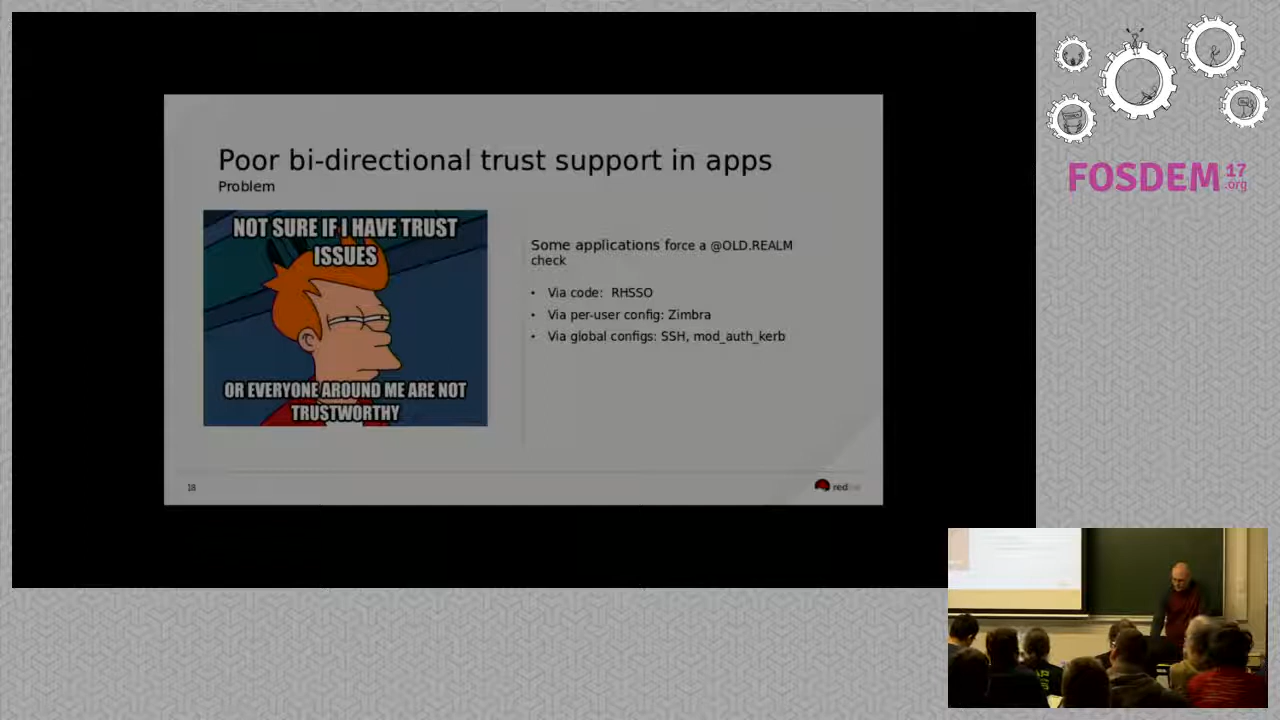 Poor bi-directional trust support in apps
Problem
NOT SURE IF I HAVE TRUST
ISSUES
OR EVERYONE AROUND ME ARE NOT
TRUSTWORTHY
Some applications force a @OLD.REALM
check
• Via code: RHSSO
• Via per-user config: Zimbra
• Via global configs: SSH, mod_auth_kerb
18
red
FOSDEM 17
.org